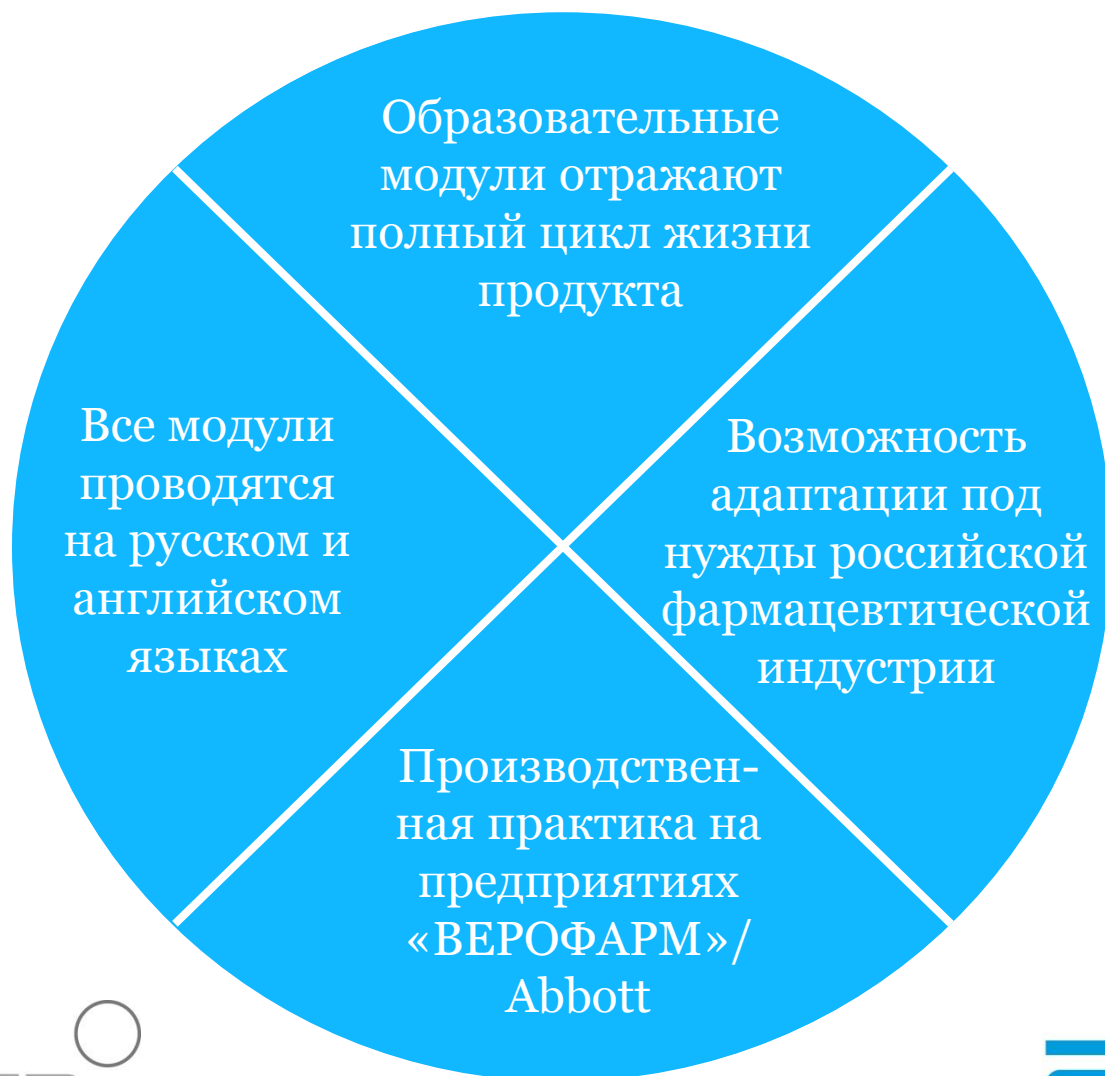 Образовательные
модули отражают
полный цикл жизни
продукта
Все модули
проводятся
на русском и
английском
языках
Возможность
адаптации под
нужды российской
фармацевтической
индустрии
Производствен-
ная практика на
предприятиях
«ВЕРОФАРМ»/
Abbott